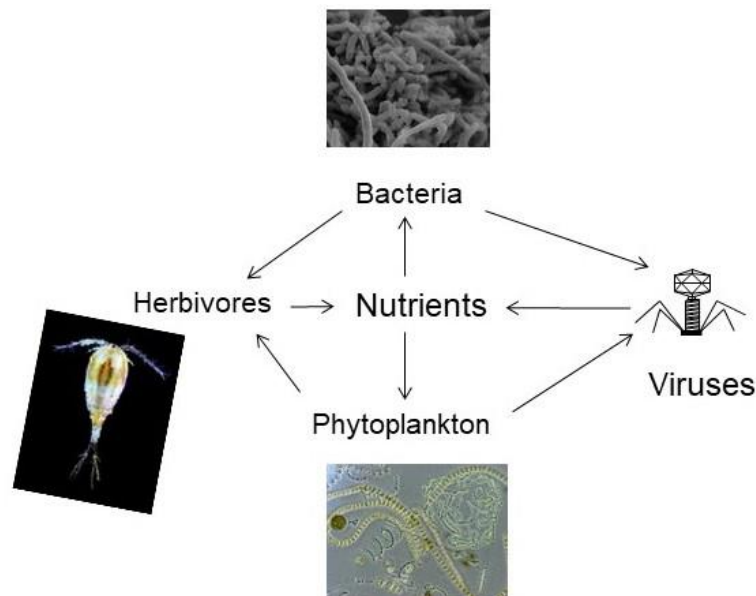 Bacteria
Herbivores
Nutrients
Viruses
Phytoplankton